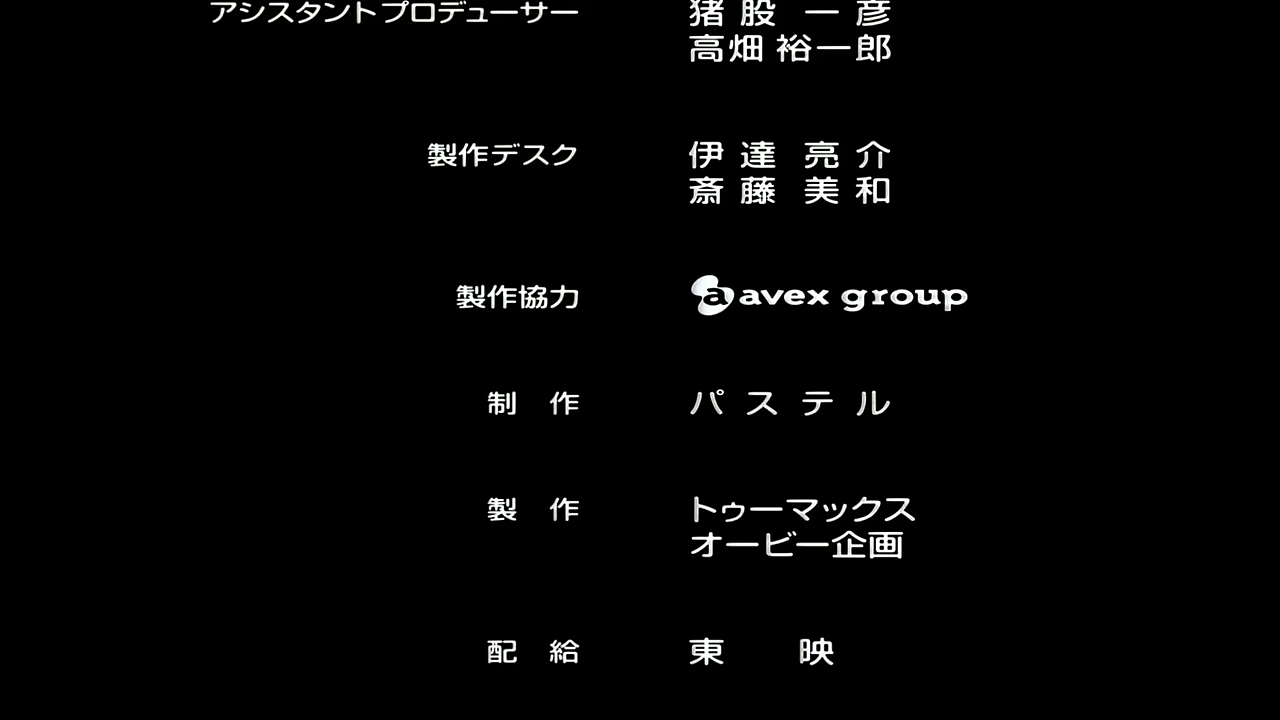 アシスタントプロデューサー 猪股 一彦
高畑 裕一郎
製作デスク 伊達 亮介
斎藤 美和
製作協力 a avex group
制 作 パステル
製 作 トゥーマックス
オービー企画
配 給 東 映